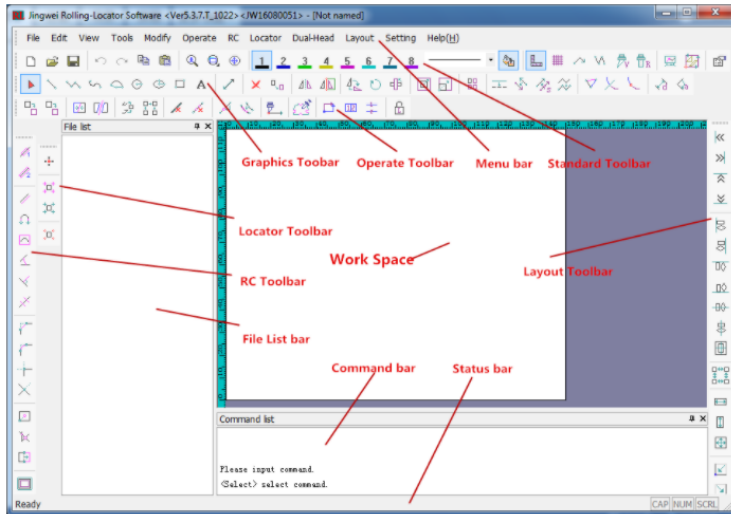 Jingwei Rolling-Locator Software <Ver5.3.7.T_1022><JW16080051> - [Not named]
File Edit View Tools Modify Operate RC Locator Dual-Head Layout Setting Help(H)
1 2 3 4 5 6 7 8
A
File list
Graphics Toobar
Operate Toolbar
Menu bar
Standard Toolbar
Locator Toolbar
Work Space
Layout Toolbar
RC Toolbar
File List bar
Command bar
Status bar
Command list
Please input command.
<Select> select command.
Ready
CAP NUM SCRL